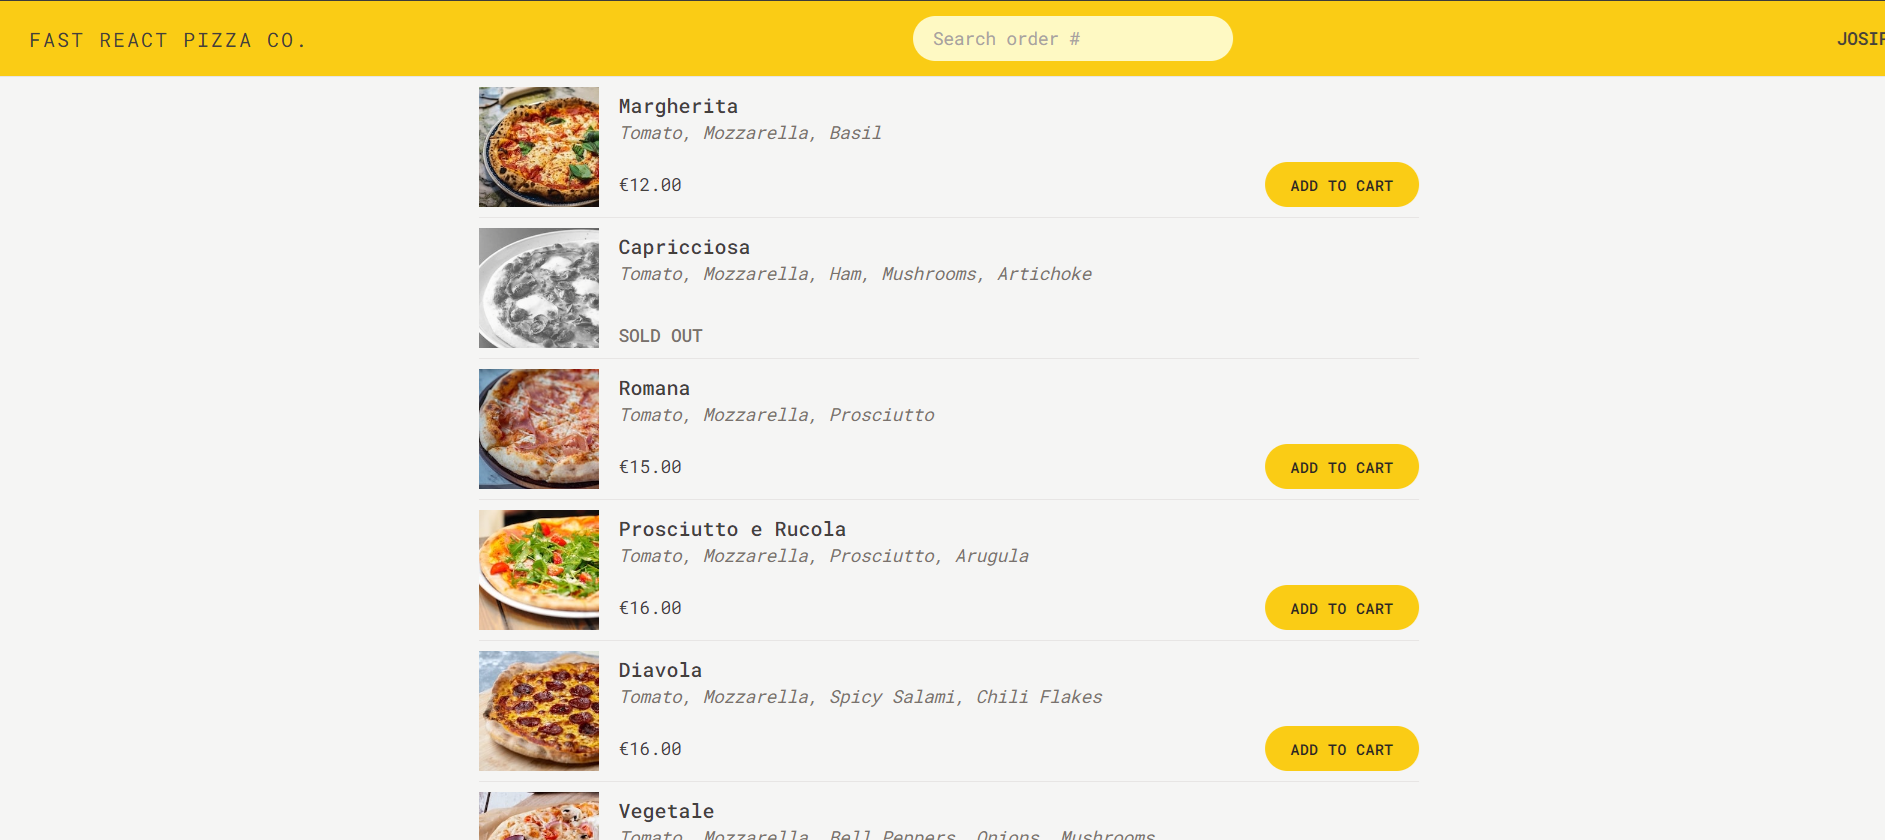 FAST REACT PIZZA CO.
Search order #
Margherita
Tomato, Mozzarella, Basil
€12.00
ADD TO CART
Capricciosa
Tomato, Mozzarella, Ham, Mushrooms, Artichoke
SOLD OUT
Romana
Tomato, Mozzarella, Prosciutto
€15.00
ADD TO CART
Prosciutto e Rucola
Tomato, Mozzarella, Prosciutto, Arugula
€16.00
ADD TO CART
Diavola
Tomato, Mozzarella, Spicy Salami, Chili Flakes
€16.00
ADD TO CART
Vegetale
Tomato, Mozzarella, Bell Peppers, Onions, Mushrooms